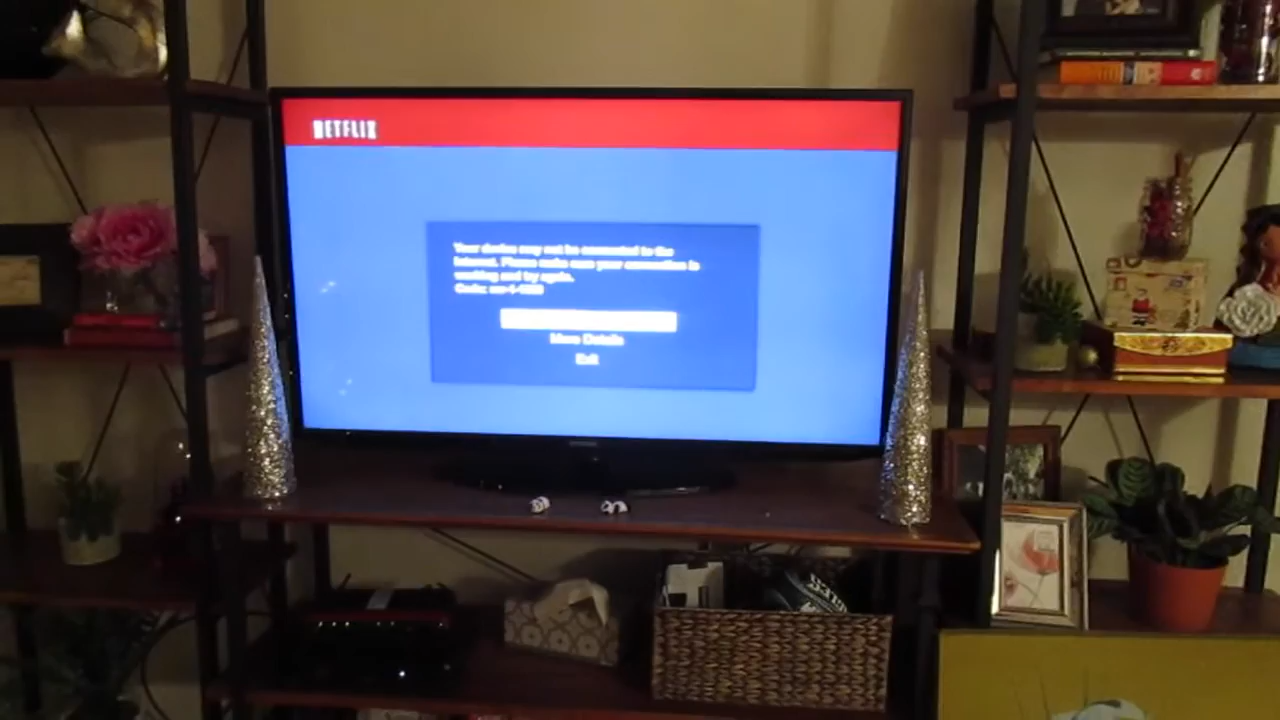 NETFLIX
Your device may not be connected to the
Internet. Please make sure your connection is
working and try again.
Code:
More Details
Exit